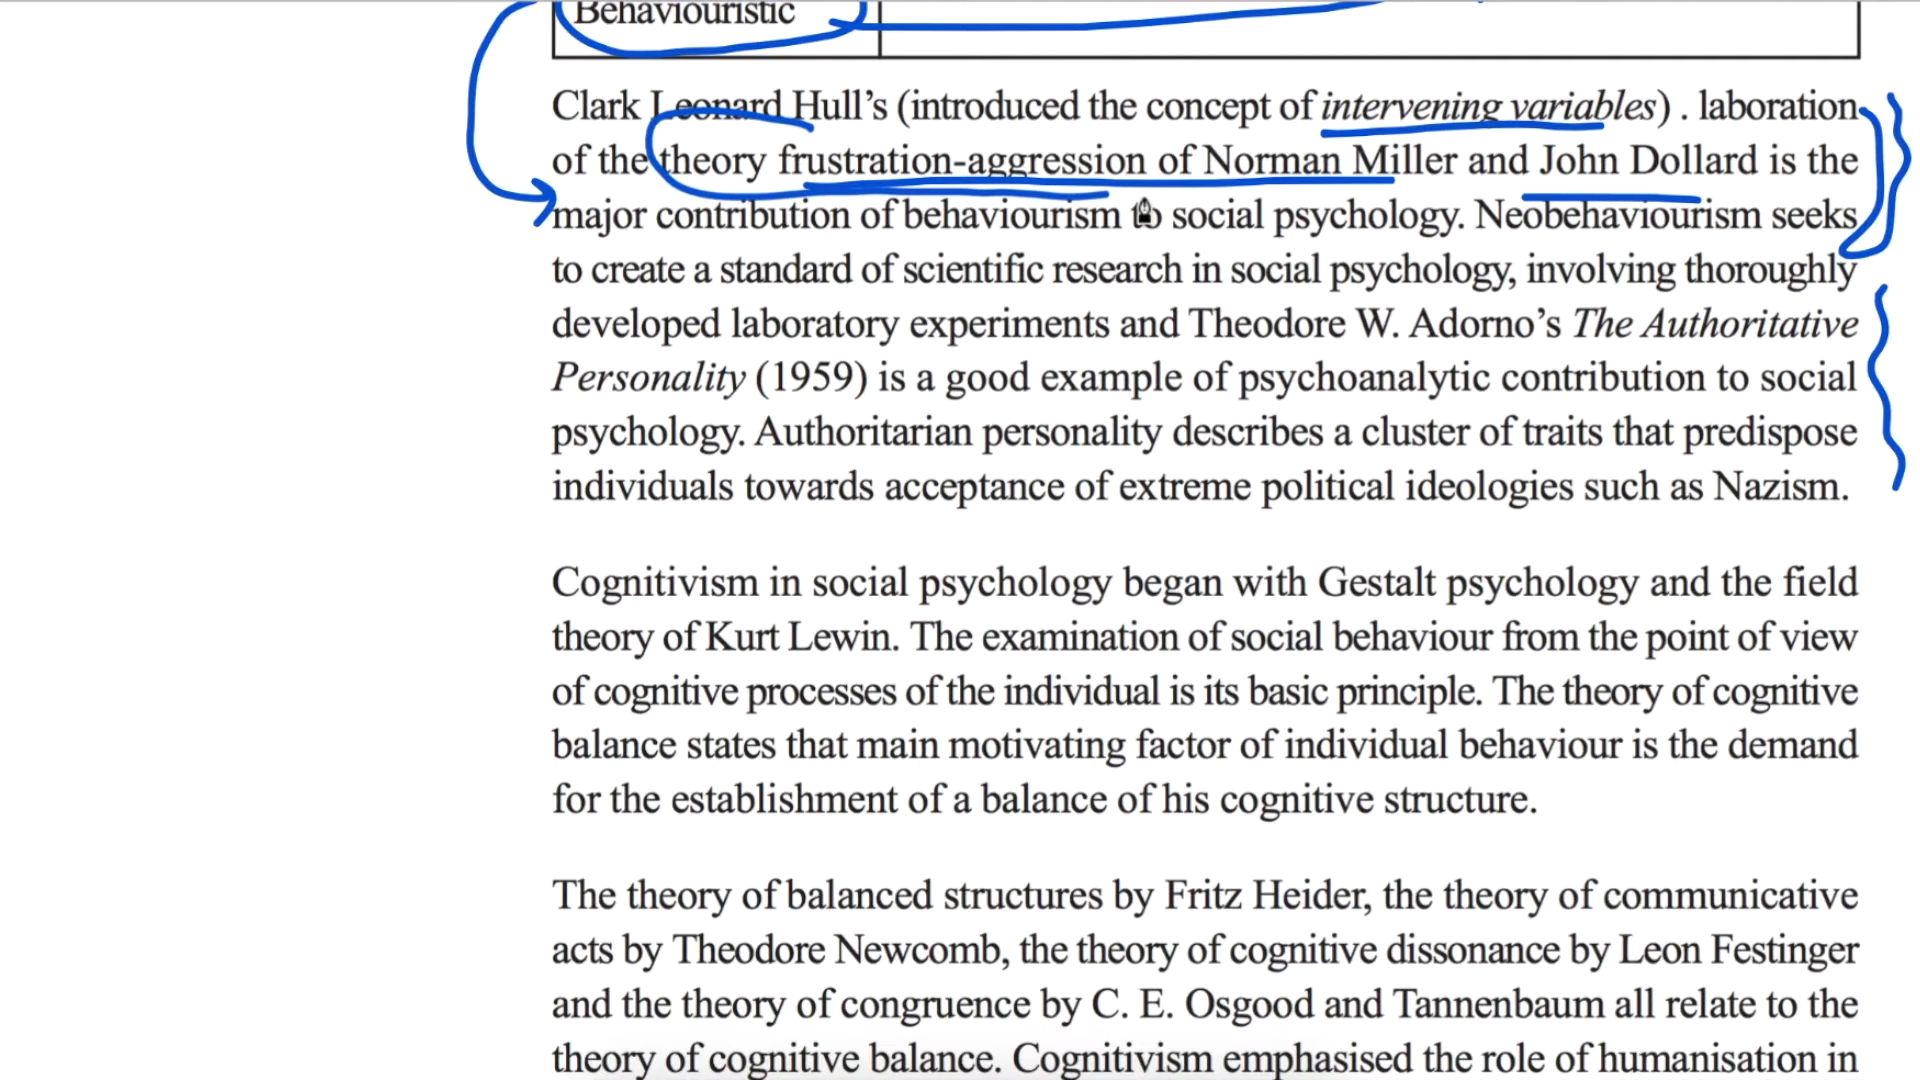 Behaviouristic
Clark Leonard Hull’s (introduced the concept of intervening variables) . laboration
of the theory frustration-aggression of Norman Miller and John Dollard is the
major contribution of behaviourism to social psychology. Neobehaviourism seeks
to create a standard of scientific research in social psychology, involving thoroughly
developed laboratory experiments and Theodore W. Adorno’s The Authoritative
Personality (1959) is a good example of psychoanalytic contribution to social
psychology. Authoritarian personality describes a cluster of traits that predispose
individuals towards acceptance of extreme political ideologies such as Nazism.
Cognitivism in social psychology began with Gestalt psychology and the field
theory of Kurt Lewin. The examination of social behaviour from the point of view
of cognitive processes of the individual is its basic principle. The theory of cognitive
balance states that main motivating factor of individual behaviour is the demand
for the establishment of a balance of his cognitive structure.
The theory of balanced structures by Fritz Heider, the theory of communicative
acts by Theodore Newcomb, the theory of cognitive dissonance by Leon Festinger
and the theory of congruence by C. E. Osgood and Tannenbaum all relate to the
theory of cognitive balance. Cognitivism emphasised the role of humanisation in